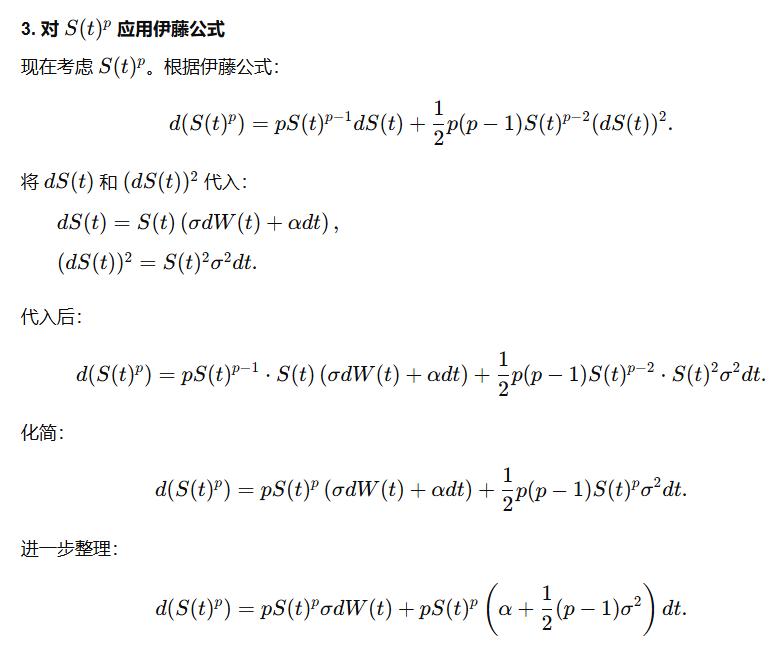 3. 对 $S(t)^p$ 应用伊藤公式
现在考虑 $S(t)^p$。根据伊藤公式：
$$d(S(t)^p) = pS(t)^{p-1}dS(t) + \frac{1}{2}p(p-1)S(t)^{p-2}(dS(t))^2.$$
将 $dS(t)$ 和 $(dS(t))^2$ 代入：
$$dS(t) = S(t)\left(\sigma dW(t) + \alpha dt\right),$$
$$(dS(t))^2 = S(t)^2\sigma^2 dt.$$
代入后：
$$d(S(t)^p) = pS(t)^{p-1} \cdot S(t)\left(\sigma dW(t) + \alpha dt\right) + \frac{1}{2}p(p-1)S(t)^{p-2} \cdot S(t)^2\sigma^2 dt.$$
化简：
$$d(S(t)^p) = pS(t)^p\left(\sigma dW(t) + \alpha dt\right) + \frac{1}{2}p(p-1)S(t)^p\sigma^2 dt.$$
进一步整理：
$$d(S(t)^p) = pS(t)^p\sigma dW(t) + pS(t)^p\left(\alpha + \frac{1}{2}(p-1)\sigma^2\right)dt.$$